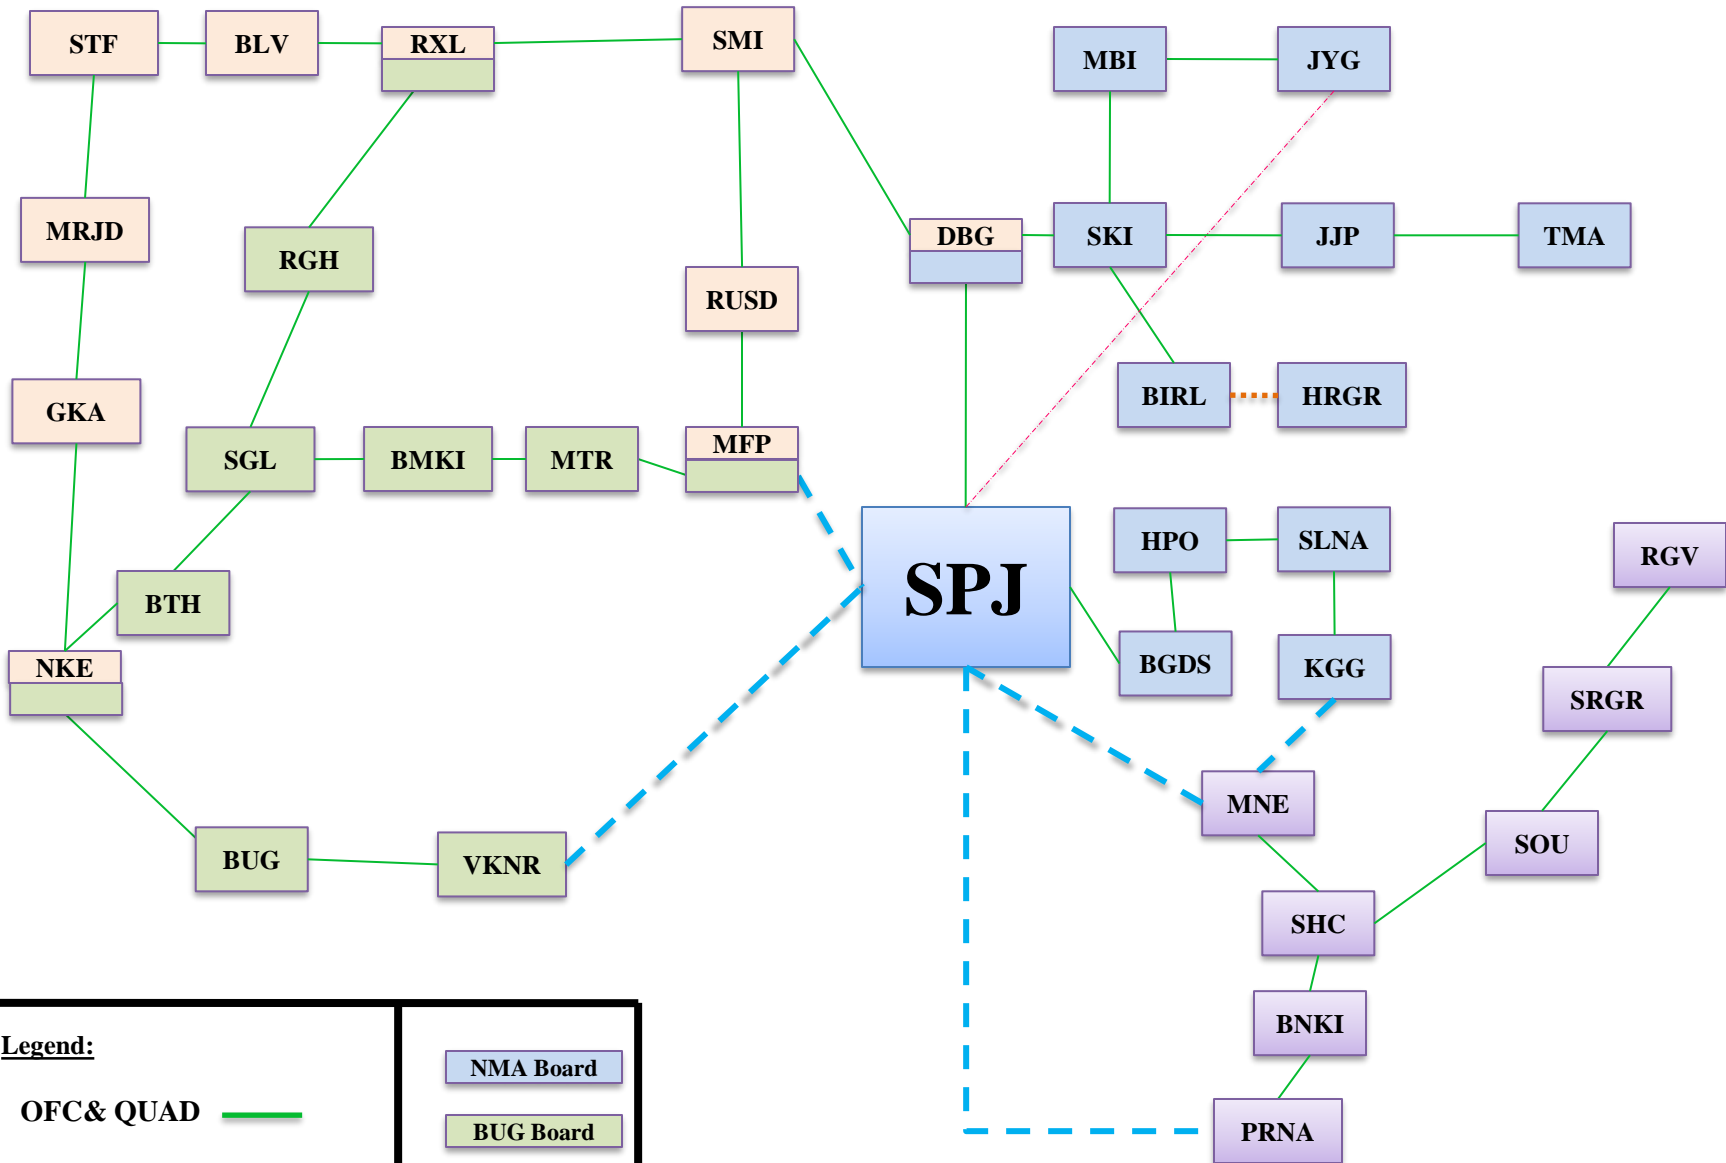 STF
BLV
RXL
SMI
MBI
JYG
MRJD
RGH
DBG
SKI
JJP
TMA
RUSD
GKA
BIRL
HRGR
SGL
BMKI
MTR
MFP
SPJ
HPO
SLNA
RGV
BTH
NKE
BGDS
KGG
SRGR
MNE
BUG
VKNR
SOU
SHC
BNKI
PRNA
Legend:
OFC& QUAD
NMA Board
BUG Board